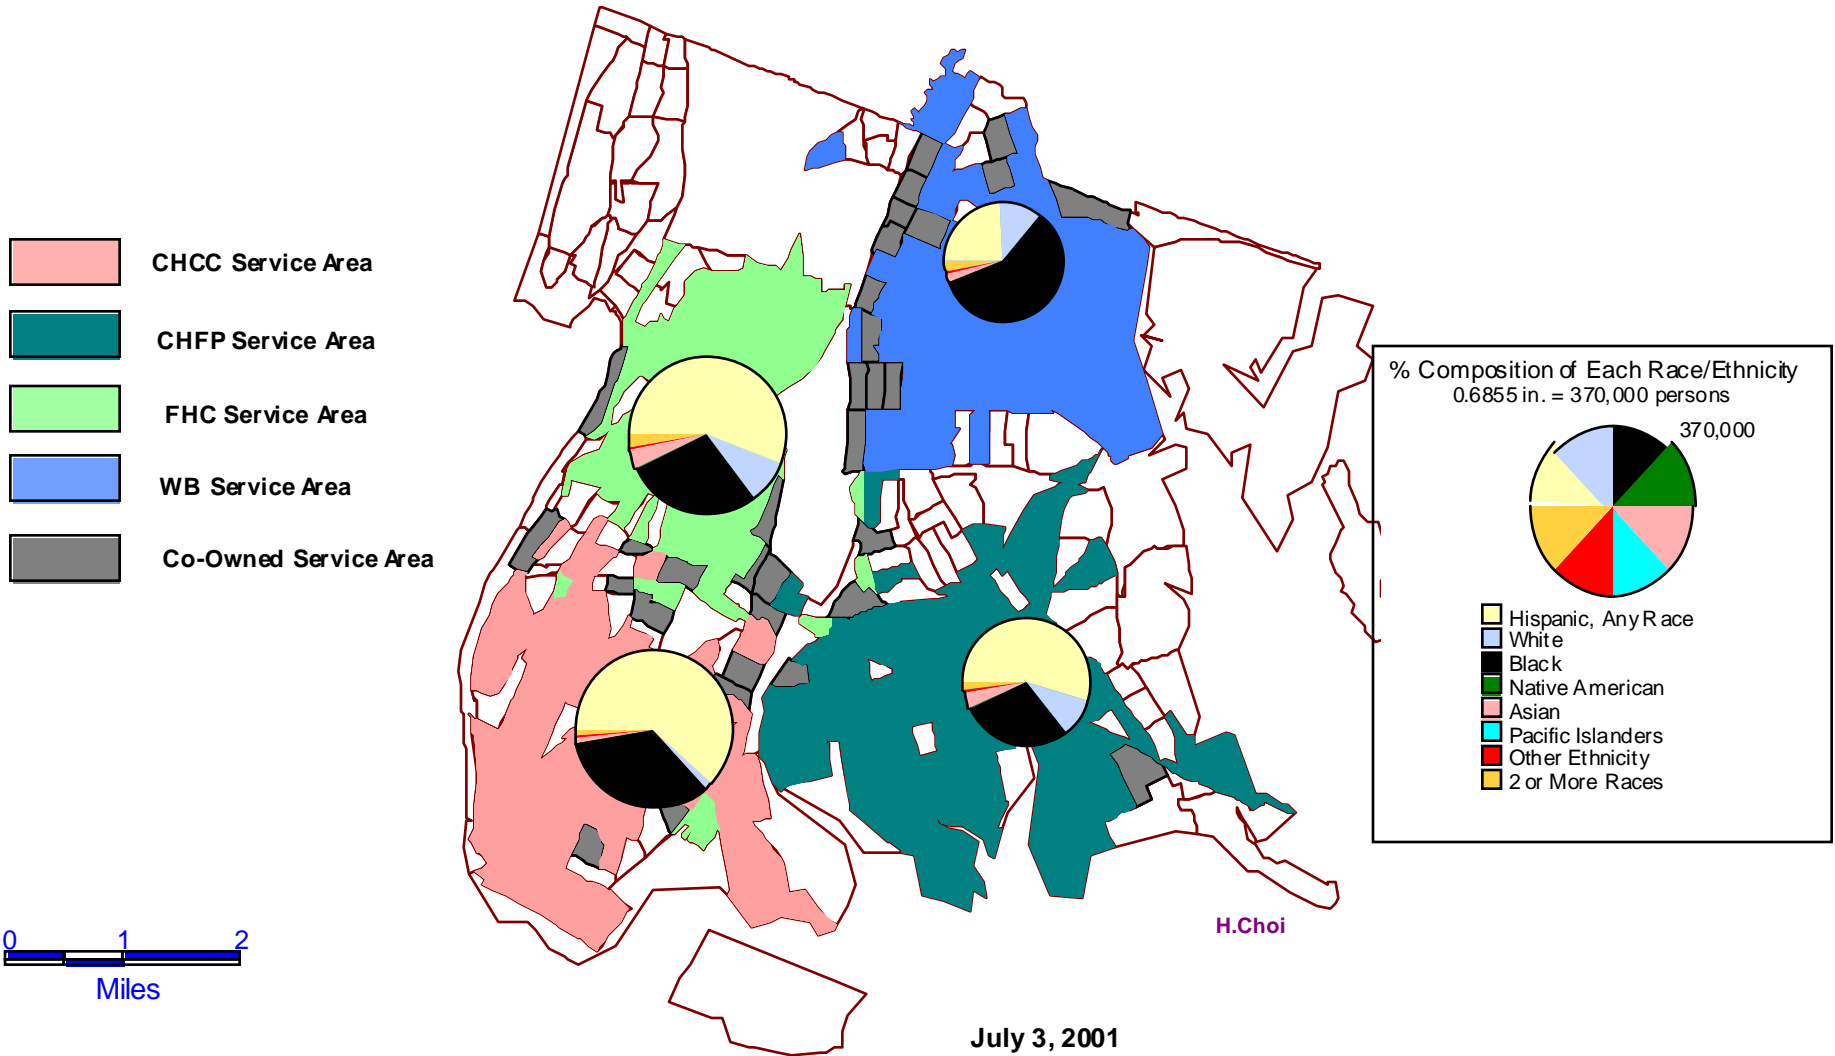 CHCC Service Area
CHFP Service Area
FHC Service Area
WB Service Area
Co-Owned Service Area
% Composition of Each Race/Ethnicity
0.6855 in. = 370,000 persons
370,000
Hispanic, Any Race
White
Black
Native American
Asian
Pacific Islanders
Other Ethnicity
2 or More Races
H.Choi
0 1 2
Miles
July 3, 2001